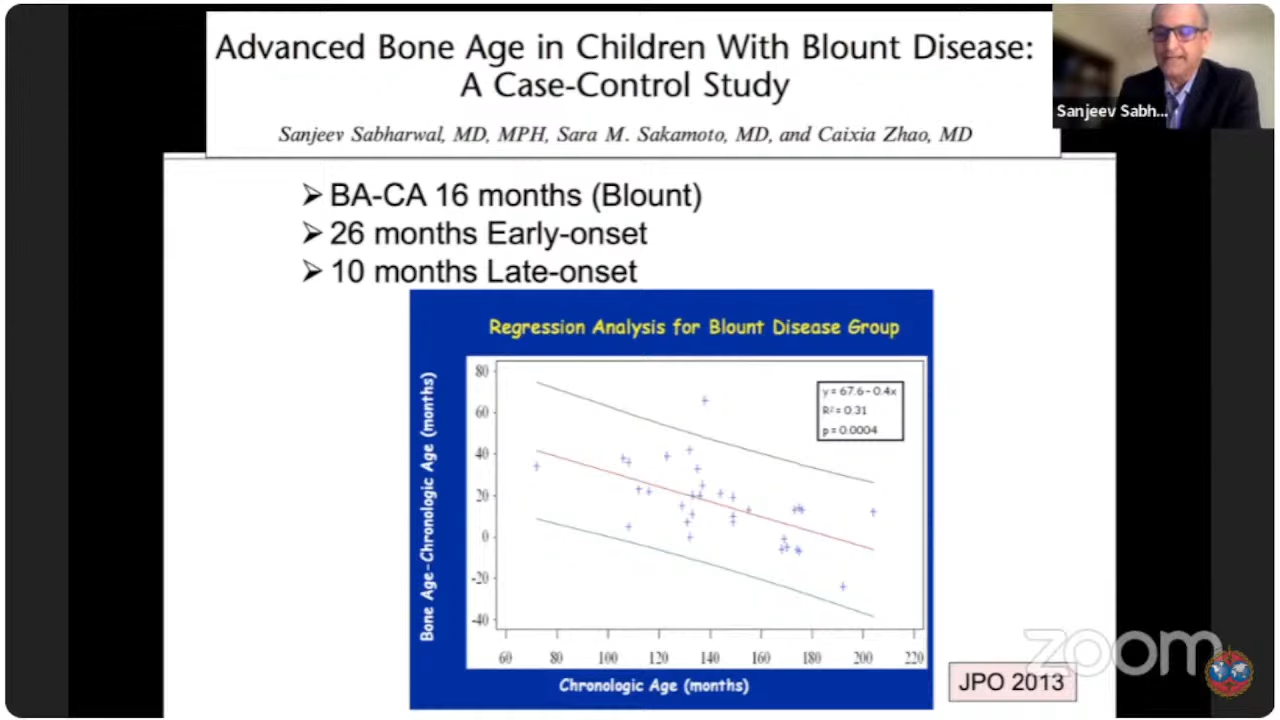 Advanced Bone Age in Children With Blount Disease:
A Case-Control Study
Sanjeev Sabharwal, MD, MPH, Sara M. Sakamoto, MD, and Caixia Zhao, MD
Sanjeev Sabh...
➢ BA-CA 16 months (Blount)
➢ 26 months Early-onset
➢ 10 months Late-onset
Regression Analysis for Blount Disease Group
Bone Age-Chronologic Age (months)
80
60
40
20
0
-20
-40
y = 67.6 - 0.4x
R² = 0.31
p = 0.0004
60 80 100 120 140 160 180 200 220
Chronologic Age (months)
JPO 2013
zoom